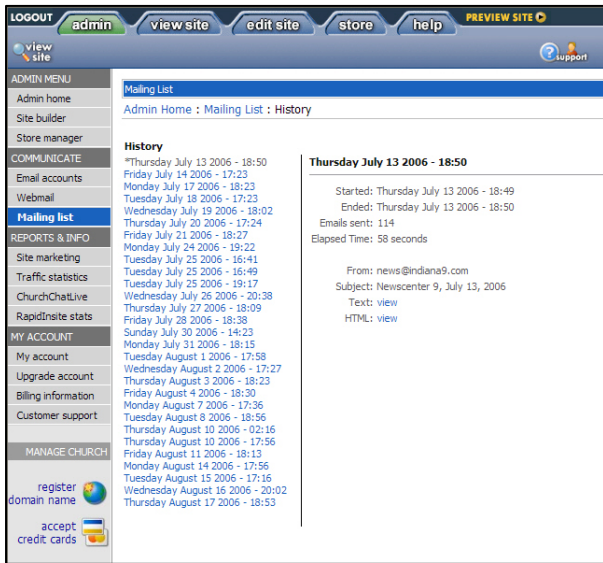 LOGOUT
admin
view site
edit site
store
help
PREVIEW SITE
view
site
support
ADMIN MENU
Admin home
Site builder
Store manager
COMMUNICATE
Email accounts
Webmail
Mailing list
REPORTS & INFO
Site marketing
Traffic statistics
ChurchChatLive
RapidInsite stats
MY ACCOUNT
My account
Upgrade account
Billing information
Customer support
MANAGE CHURCH
register
domain name
accept
credit cards
Mailing List
Admin Home : Mailing List : History
History
*Thursday July 13 2006 - 18:50
Friday July 14 2006 - 17:23
Monday July 17 2006 - 18:23
Tuesday July 18 2006 - 17:23
Wednesday July 19 2006 - 18:02
Thursday July 20 2006 - 17:24
Friday July 21 2006 - 18:27
Monday July 24 2006 - 19:22
Tuesday July 25 2006 - 16:41
Tuesday July 25 2006 - 16:49
Tuesday July 25 2006 - 19:17
Wednesday July 26 2006 - 20:38
Thursday July 27 2006 - 18:09
Friday July 28 2006 - 18:38
Sunday July 30 2006 - 14:23
Monday July 31 2006 - 18:15
Tuesday August 1 2006 - 17:58
Wednesday August 2 2006 - 17:27
Thursday August 3 2006 - 18:23
Friday August 4 2006 - 18:30
Monday August 7 2006 - 17:36
Tuesday August 8 2006 - 18:56
Thursday August 10 2006 - 02:16
Thursday August 10 2006 - 17:56
Friday August 11 2006 - 18:13
Monday August 14 2006 - 17:56
Tuesday August 15 2006 - 17:16
Wednesday August 16 2006 - 20:02
Thursday August 17 2006 - 18:53
Thursday July 13 2006 - 18:50
Started: Thursday July 13 2006 - 18:49
Ended: Thursday July 13 2006 - 18:50
Emails sent: 114
Elapsed Time: 58 seconds
From: news@indiana9.com
Subject: Newscenter 9, July 13, 2006
Text: view
HTML: view